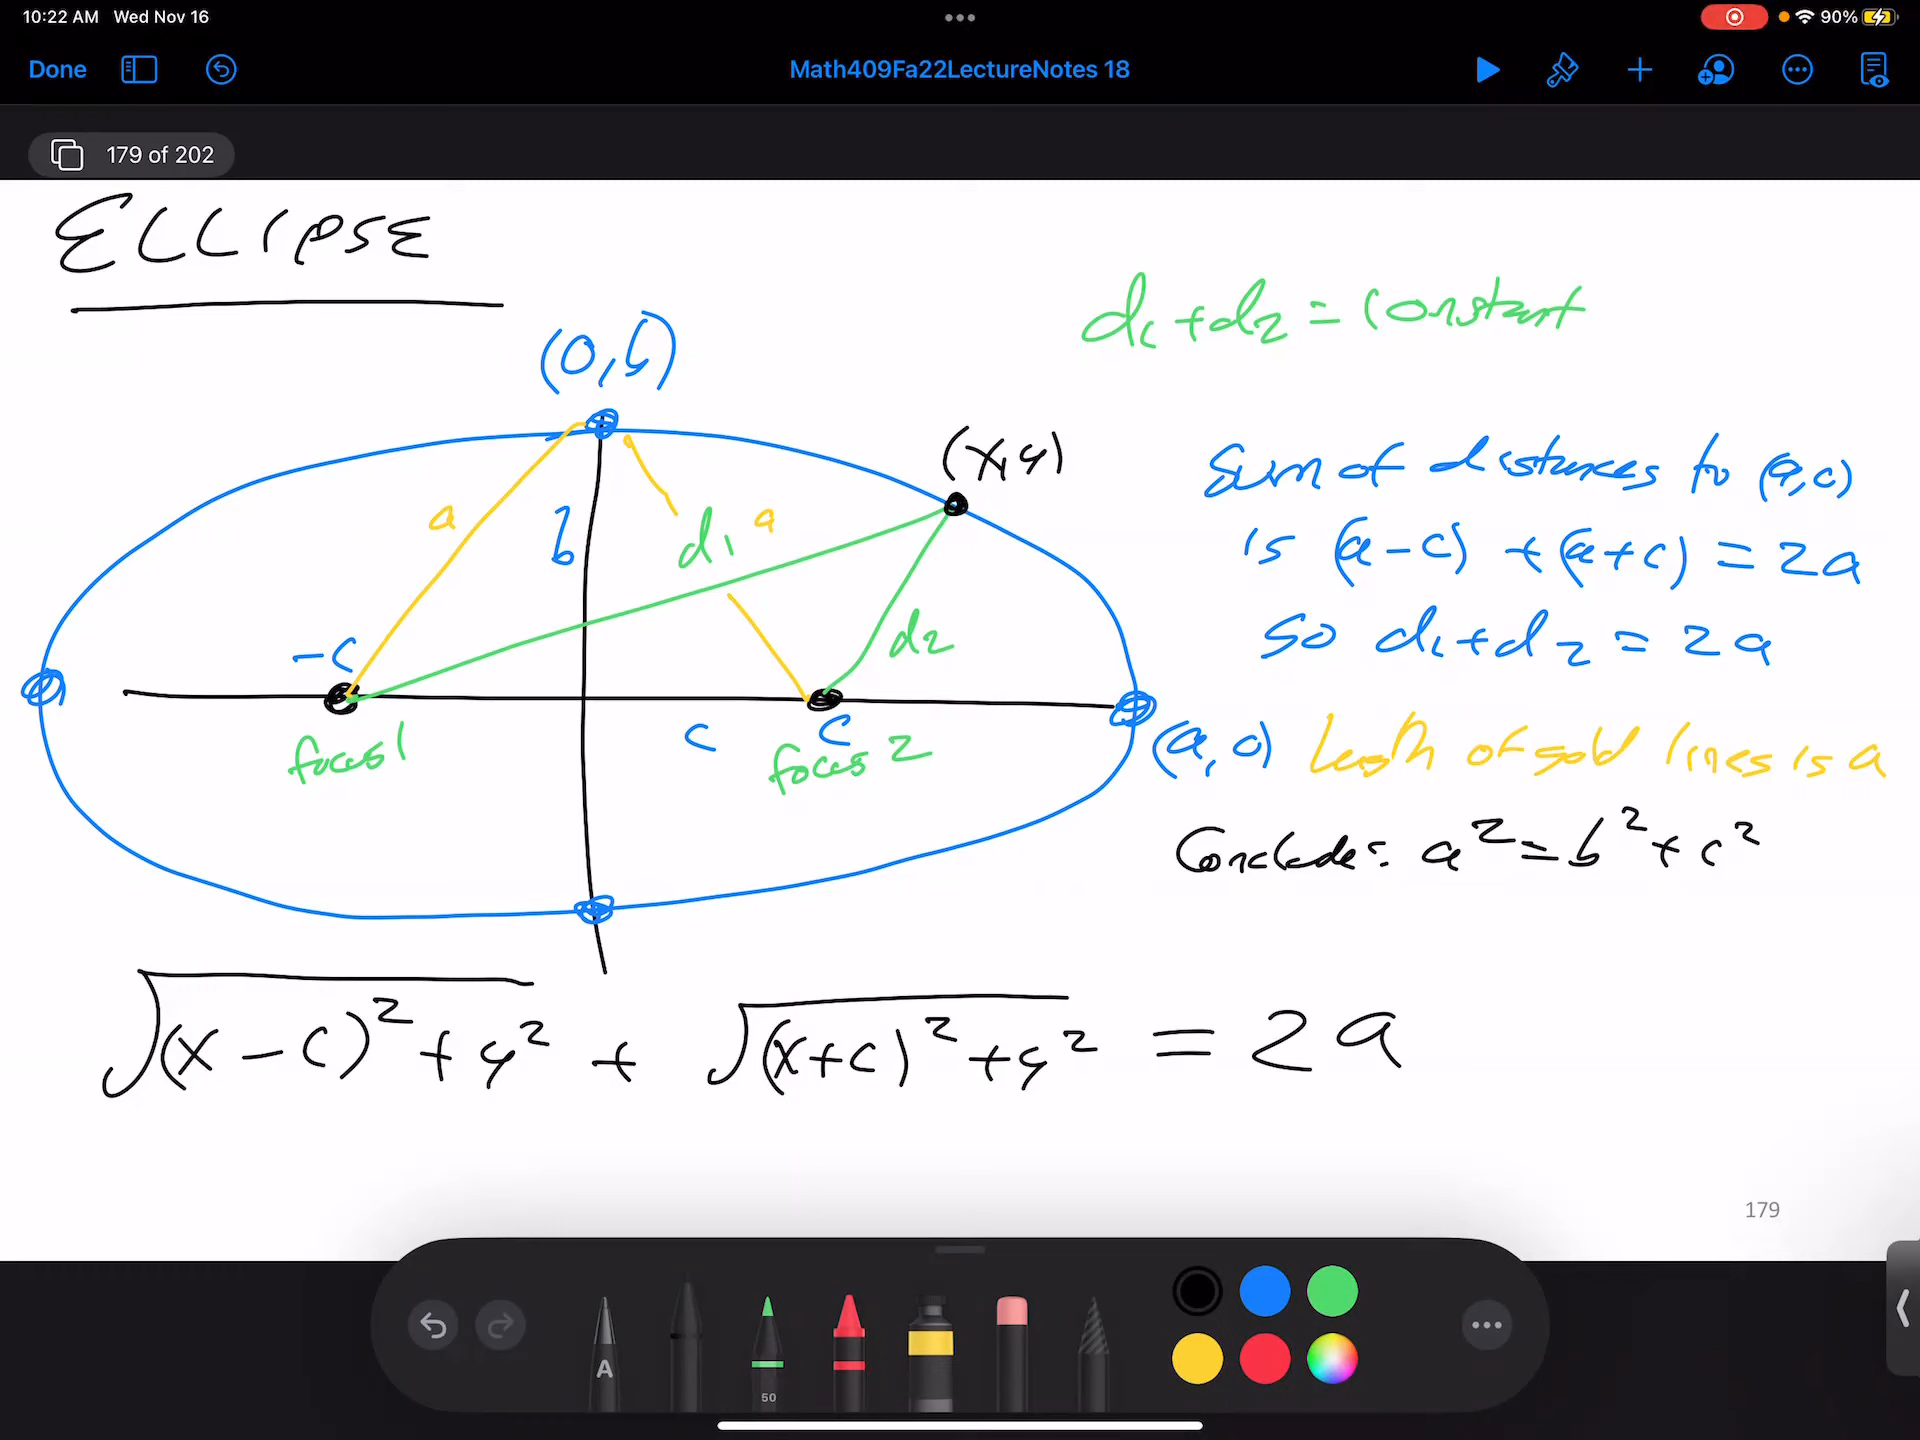 10:22 AM Wed Nov 16
90%
Done
Math409Fa22LectureNotes 18
179 of 202
ELLIPSE
d1+d2 = constant
(0,b)
(x,y)
Sum of distances to (a,0)
a
b
d1
a
is (a-c) + (a+c) = 2a
d2
so d1+d2 = 2a
-c
c
c
focus 1
focus 2
(a,0)
Length of gold lines is a
Conclude: a² = b² + c²
√(x-c)²+y² + √(x+c)²+y² = 2a
179
A
50